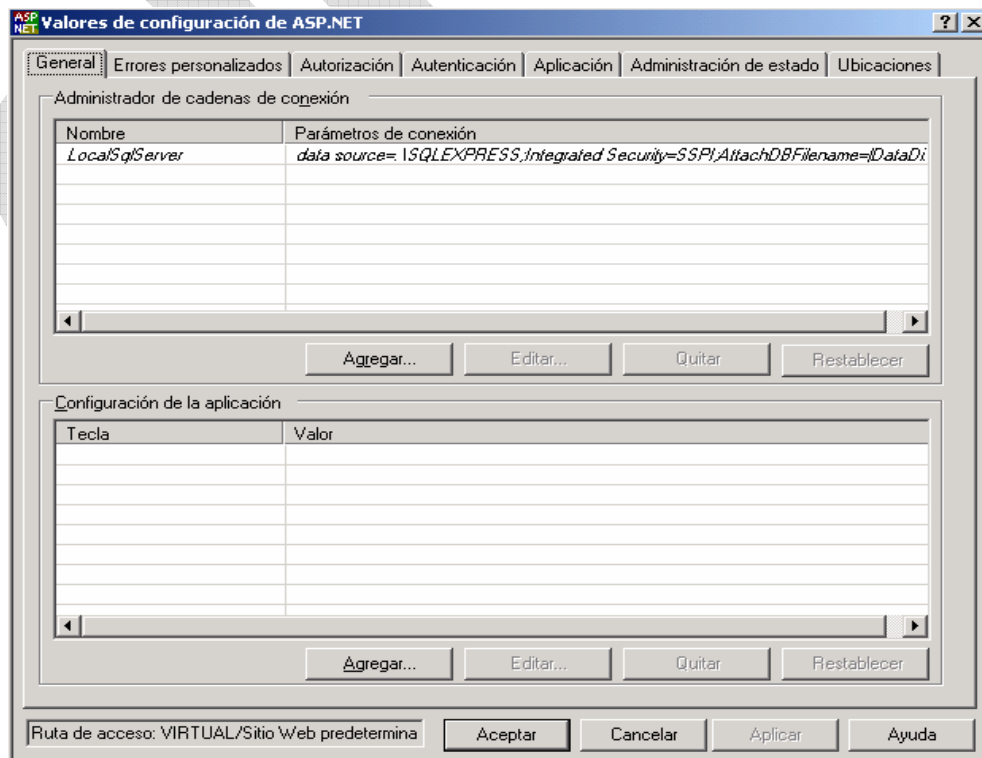 ASP NET Valores de configuración de ASP.NET
General Errores personalizados Autorización Autenticación Aplicación Administración de estado Ubicaciones
Administrador de cadenas de conexión
Nombre Parámetros de conexión
LocalSqlServer data source=.\SQLEXPRESS;Integrated Security=SSPI;AttachDBFilename=|DataDi
Agregar... Editar... Quitar Restablecer
Configuración de la aplicación
Tecla Valor
Agregar... Editar... Quitar Restablecer
Ruta de acceso: VIRTUAL/Sitio Web predetermina Aceptar Cancelar Aplicar Ayuda